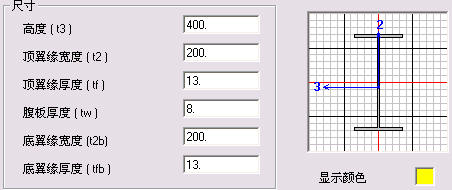 尺寸
高度 ( t3 ) 400.
顶翼缘宽度 ( t2 ) 200.
顶翼缘厚度 ( tf ) 13.
腹板厚度 ( tw ) 8.
底翼缘宽度 ( t2b ) 200.
底翼缘厚度 ( tfb ) 13.
2
3
显示颜色